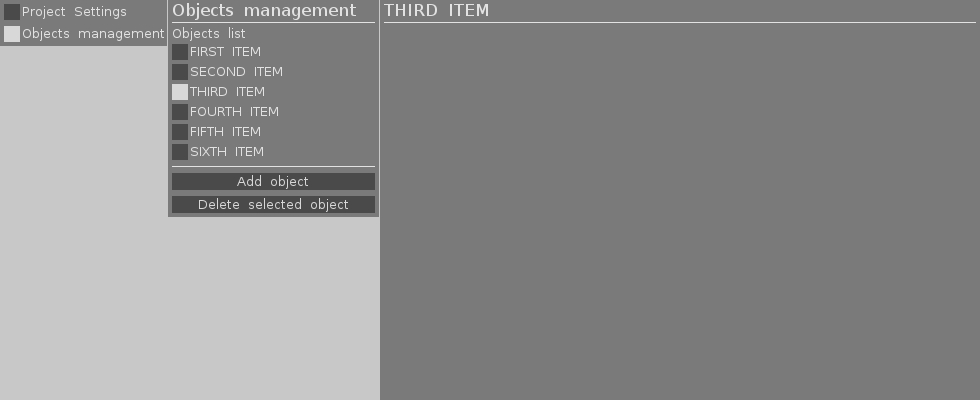 Project Settings
Objects management
Objects management
Objects list
FIRST ITEM
SECOND ITEM
THIRD ITEM
FOURTH ITEM
FIFTH ITEM
SIXTH ITEM
Add object
Delete selected object
THIRD ITEM